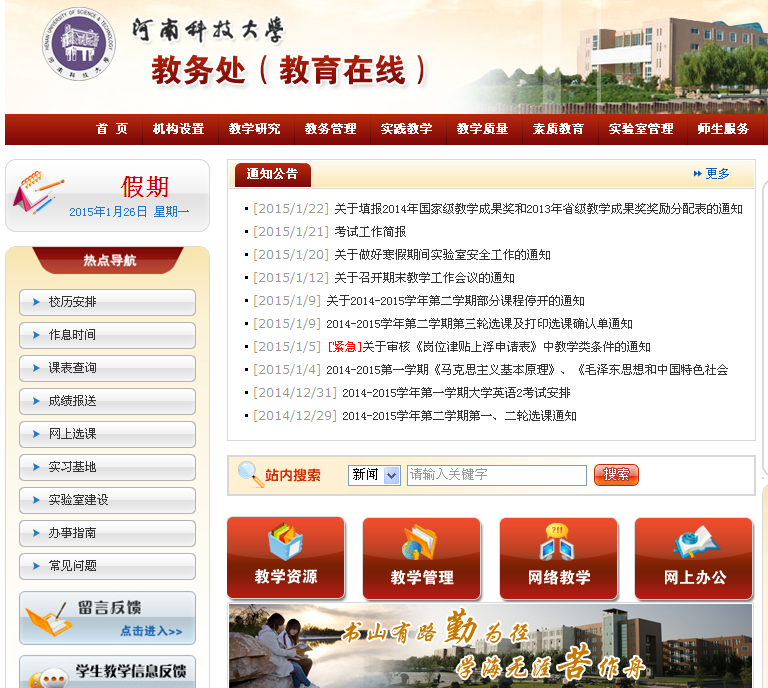 HENAN UNIVERSITY OF SCIENCE & TECHNOLOGY
河南科技大学
河南科技大學
教务处（教育在线）
首 页 机构设置 教学研究 教务管理 实践教学 教学质量 素质教育 实验室管理 师生服务
假期
2015年1月26日 星期一
热点导航
校历安排
作息时间
课表查询
成绩报送
网上选课
实习基地
实验室建设
办事指南
常见问题
留言反馈
点击进入>>
学生教学信息反馈
通知公告
更多
[2015/1/22] 关于填报2014年国家级教学成果奖和2013年省级教学成果奖奖励分配表的通知
[2015/1/21] 考试工作简报
[2015/1/20] 关于做好寒假期间实验室安全工作的通知
[2015/1/12] 关于召开期末教学工作会议的通知
[2015/1/9] 关于2014-2015学年第二学期部分课程停开的通知
[2015/1/9] 2014-2015学年第二学期第三轮选课及打印选课确认单通知
[2015/1/5] [紧急]关于审核《岗位津贴上浮申请表》中教学类条件的通知
[2015/1/4] 2014-2015第一学期《马克思主义基本原理》、《毛泽东思想和中国特色社会
[2014/12/31] 2014-2015学年第一学期大学英语2考试安排
[2014/12/29] 2014-2015学年第二学期第一、二轮选课通知
站内搜索 新闻 请输入关键字 搜索
教学资源 教学管理 网络教学 网上办公
书山有路勤为径
学海无涯苦作舟